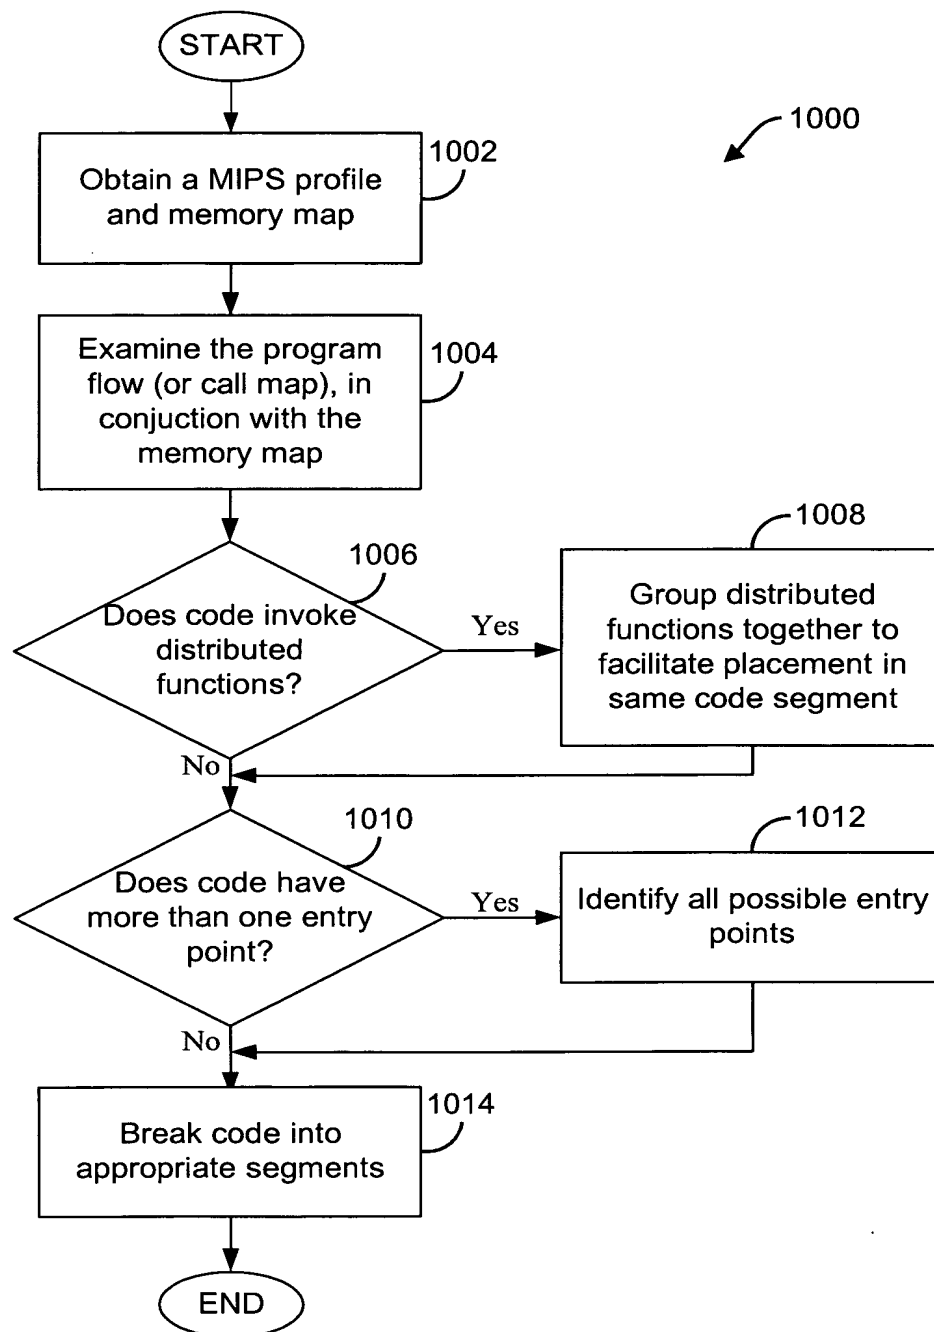 START
1000
1002
Obtain a MIPS profile
and memory map
1004
Examine the program
flow (or call map), in
conjuction with the
memory map
1006
Does code invoke
distributed
functions?
Yes
1008
Group distributed
functions together to
facilitate placement in
same code segment
No
1010
Does code have
more than one entry
point?
Yes
1012
Identify all possible entry
points
No
1014
Break code into
appropriate segments
END